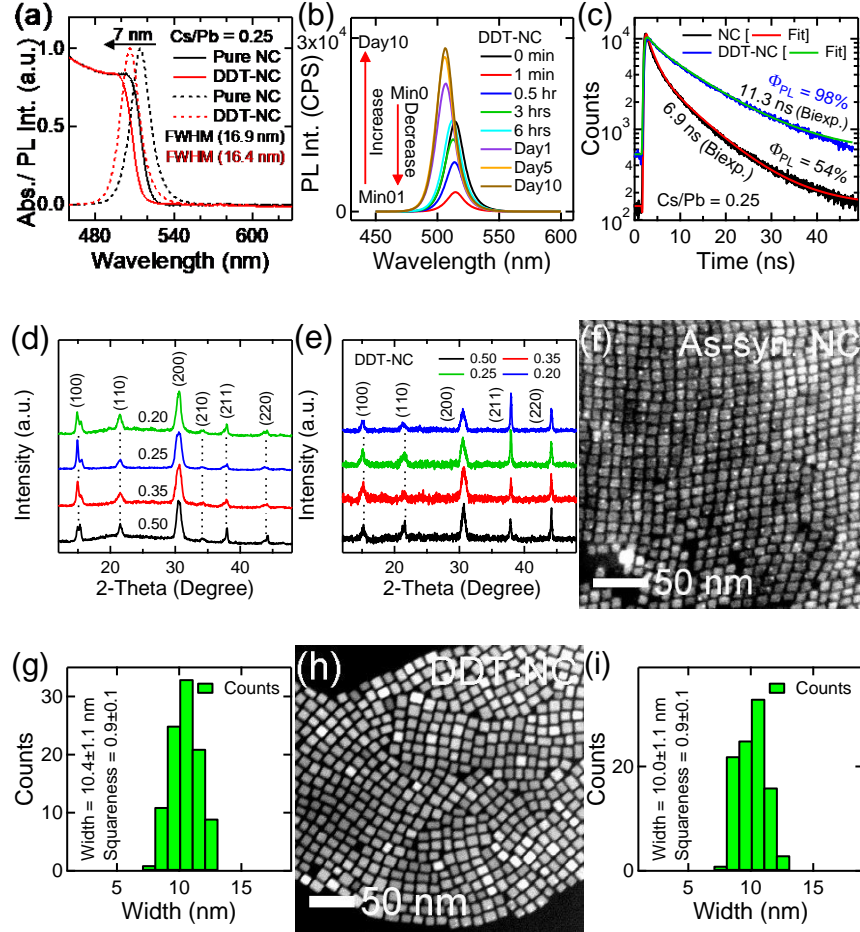 (a)
7 nm
Cs/Pb = 0.25
Pure NC
DDT-NC
Pure NC
DDT-NC
FWHM (16.9 nm)
FWHM (16.4 nm)
1.0
0.5
0.0
Abs./ PL Int. (a.u.)
480
540
600
Wavelength (nm)
(b)
3x10⁴
Day10
Increase
Min01
Min0
Decrease
DDT-NC
0 min
1 min
0.5 hr
3 hrs
6 hrs
Day1
Day5
Day10
0
PL Int. (CPS)
450
500
550
600
Wavelength (nm)
(c)
NC [— Fit]
DDT-NC [— Fit]
Φ_PL = 98%
11.3 ns (Biexp.)
6.9 ns (Biexp.)
Φ_PL = 54%
Cs/Pb = 0.25
10⁴
10³
10²
Counts
0
10
20
30
40
50
Time (ns)
(d)
(100)
(110)
(200)
(210)
(211)
(220)
0.20
0.25
0.35
0.50
Intensity (a.u.)
20
30
40
2-Theta (Degree)
(e)
DDT-NC
0.50
0.35
0.25
0.20
(100)
(110)
(200)
(211)
(220)
Intensity (a.u.)
20
30
40
2-Theta (Degree)
(f)
As-syn. NC
50 nm
(g)
Counts
Width = 10.4±1.1 nm
Squareness = 0.9±0.1
30
20
10
0
Counts
5
10
15
Width (nm)
(h)
DDT-NC
50 nm
(i)
Counts
Width = 10.0±1.1 nm
Squareness = 0.9±0.1
20
0
Counts
5
10
15
Width (nm)